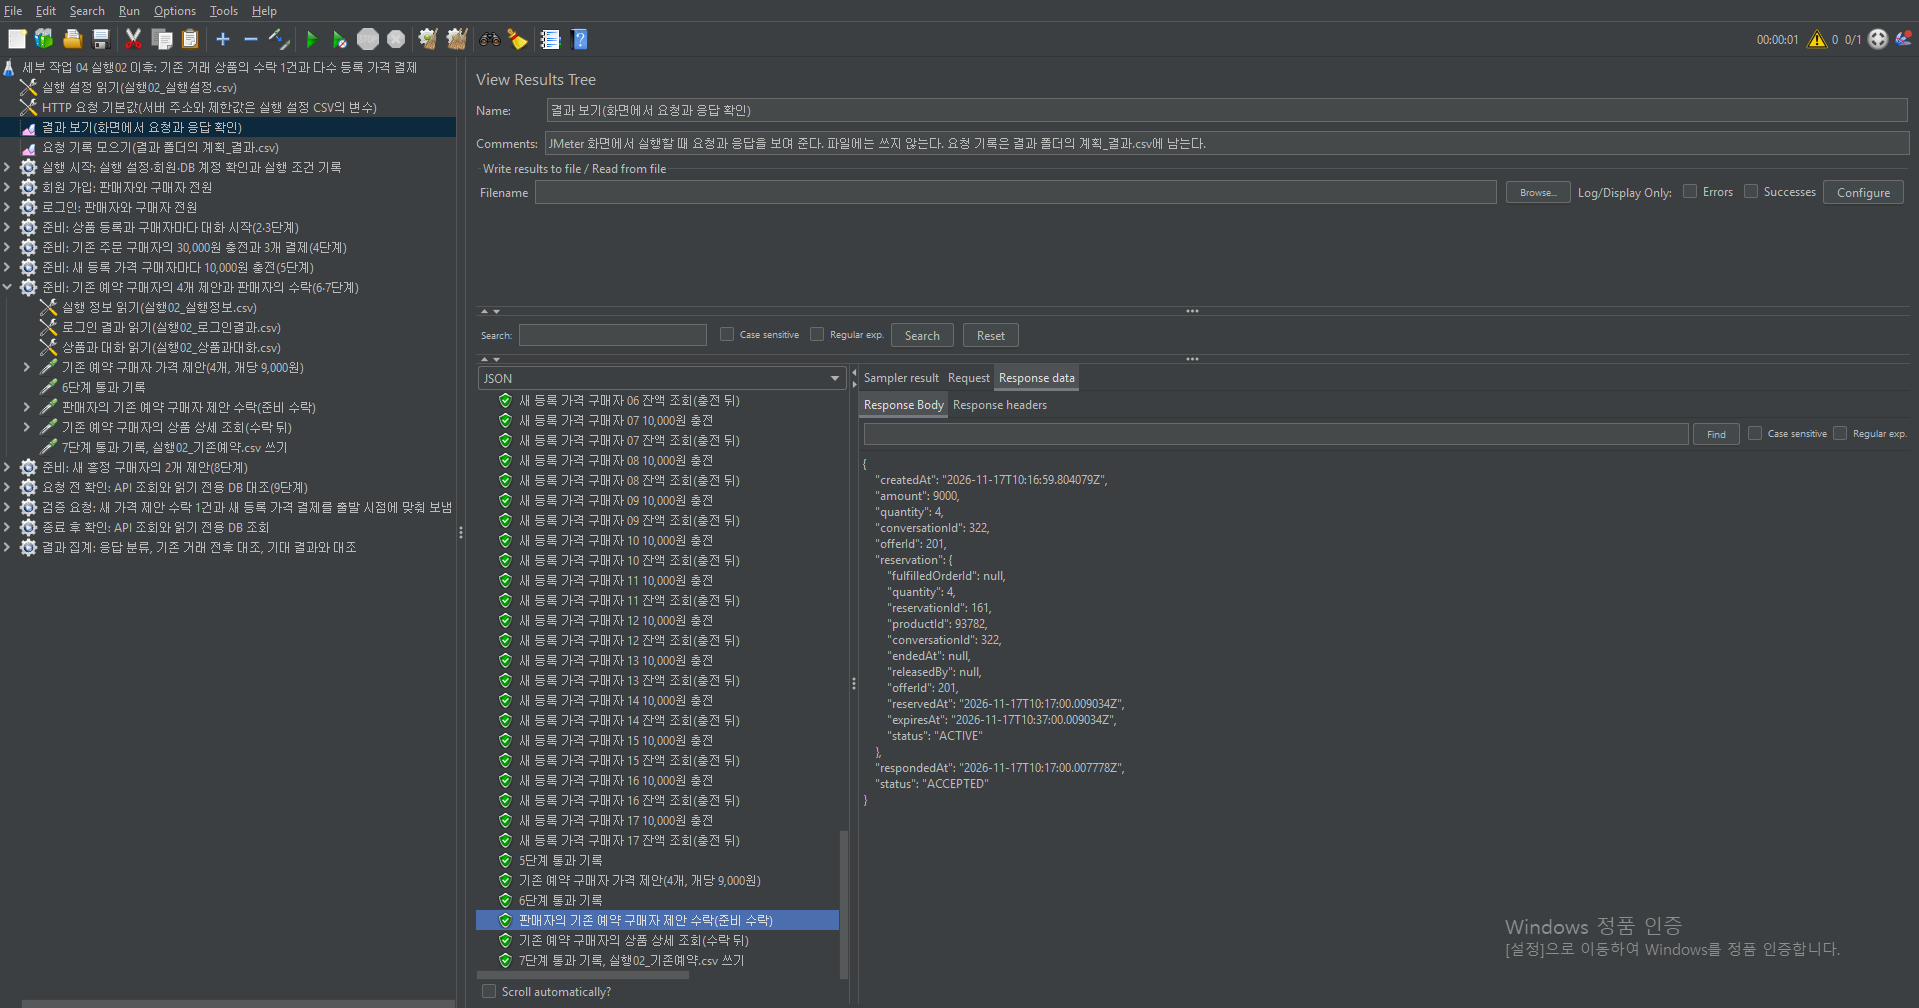 File Edit Search Run Options Tools Help
00:00:01 0 0/1
세부 작업 04 실행02 이후: 기존 거래 상품의 수락 1건과 다수 등록 가격 결제
실행 설정 읽기(실행02_실행설정.csv)
HTTP 요청 기본값(서버 주소와 제한값은 실행 설정 CSV의 변수)
결과 보기(화면에서 요청과 응답 확인)
요청 기록 모으기(결과 폴더의 계획_결과.csv)
실행 시작: 실행 설정·회원·DB 계정 확인과 실행 조건 기록
회원 가입: 판매자와 구매자 전원
로그인: 판매자와 구매자 전원
준비: 상품 등록과 구매자마다 대화 시작(2·3단계)
준비: 기존 주문 구매자의 30,000원 충전과 3개 결제(4단계)
준비: 새 등록 가격 구매자마다 10,000원 충전(5단계)
준비: 기존 예약 구매자의 4개 제안과 판매자의 수락(6·7단계)
실행 정보 읽기(실행02_실행정보.csv)
로그인 결과 읽기(실행02_로그인결과.csv)
상품과 대화 읽기(실행02_상품과대화.csv)
기존 예약 구매자 가격 제안(4개, 개당 9,000원)
6단계 통과 기록
판매자의 기존 예약 구매자 제안 수락(준비 수락)
기존 예약 구매자의 상품 상세 조회(수락 뒤)
7단계 통과 기록, 실행02_기존예약.csv 쓰기
준비: 새 흥정 구매자의 2개 제안(8단계)
요청 전 확인: API 조회와 읽기 전용 DB 대조(9단계)
검증 요청: 새 가격 제안 수락 1건과 새 등록 가격 결제를 출발 시점에 맞춰 보냄
종료 후 확인: API 조회와 읽기 전용 DB 조회
결과 집계: 응답 분류, 기존 거래 전후 대조, 기대 결과와 대조
View Results Tree
Name: 결과 보기(화면에서 요청과 응답 확인)
Comments: JMeter 화면에서 실행할 때 요청과 응답을 보여 준다. 파일에는 쓰지 않는다. 요청 기록은 결과 폴더의 계획_결과.csv에 남는다.
Write results to file / Read from file
Filename Browse... Log/Display Only: Errors Successes Configure
Search: Case sensitive Regular exp. Search Reset
JSON
새 등록 가격 구매자 06 잔액 조회(충전 뒤)
새 등록 가격 구매자 07 10,000원 충전
새 등록 가격 구매자 07 잔액 조회(충전 뒤)
새 등록 가격 구매자 08 10,000원 충전
새 등록 가격 구매자 08 잔액 조회(충전 뒤)
새 등록 가격 구매자 09 10,000원 충전
새 등록 가격 구매자 09 잔액 조회(충전 뒤)
새 등록 가격 구매자 10 10,000원 충전
새 등록 가격 구매자 10 잔액 조회(충전 뒤)
새 등록 가격 구매자 11 10,000원 충전
새 등록 가격 구매자 11 잔액 조회(충전 뒤)
새 등록 가격 구매자 12 10,000원 충전
새 등록 가격 구매자 12 잔액 조회(충전 뒤)
새 등록 가격 구매자 13 10,000원 충전
새 등록 가격 구매자 13 잔액 조회(충전 뒤)
새 등록 가격 구매자 14 10,000원 충전
새 등록 가격 구매자 14 잔액 조회(충전 뒤)
새 등록 가격 구매자 15 10,000원 충전
새 등록 가격 구매자 15 잔액 조회(충전 뒤)
새 등록 가격 구매자 16 10,000원 충전
새 등록 가격 구매자 16 잔액 조회(충전 뒤)
새 등록 가격 구매자 17 10,000원 충전
새 등록 가격 구매자 17 잔액 조회(충전 뒤)
5단계 통과 기록
기존 예약 구매자 가격 제안(4개, 개당 9,000원)
6단계 통과 기록
판매자의 기존 예약 구매자 제안 수락(준비 수락)
기존 예약 구매자의 상품 상세 조회(수락 뒤)
7단계 통과 기록, 실행02_기존예약.csv 쓰기
Scroll automatically?
Sampler result Request Response data
Response Body Response headers
Find Case sensitive Regular exp.
{
"createdAt": "2026-11-17T10:16:59.804079Z",
"amount": 9000,
"quantity": 4,
"conversationId": 322,
"offerId": 201,
"reservation": {
"fulfilledOrderId": null,
"quantity": 4,
"reservationId": 161,
"productId": 93782,
"conversationId": 322,
"endedAt": null,
"releasedBy": null,
"offerId": 201,
"reservedAt": "2026-11-17T10:17:00.009034Z",
"expiresAt": "2026-11-17T10:37:00.009034Z",
"status": "ACTIVE"
},
"respondedAt": "2026-11-17T10:17:00.007778Z",
"status": "ACCEPTED"
}
Windows 정품 인증
[설정]으로 이동하여 Windows를 정품 인증합니다.